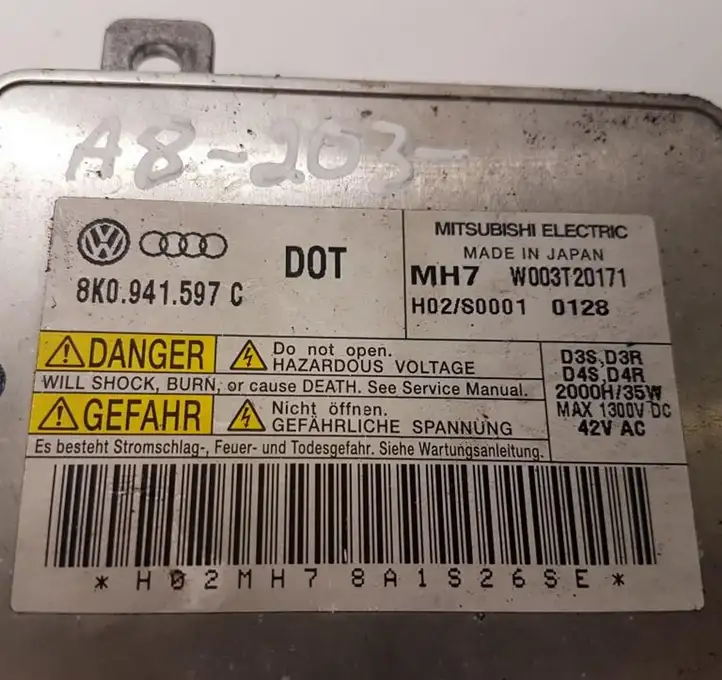 A8-203-
DOT
8K0.941.597 C
MITSUBISHI ELECTRIC
MADE IN JAPAN
MH7 W003T20171
H02/S0001 0128
DANGER
Do not open.
HAZARDOUS VOLTAGE
WILL SHOCK, BURN, or cause DEATH. See Service Manual.
GEFAHR
Nicht öffnen.
GEFÄHRLICHE SPANNUNG
Es besteht Stromschlag-, Feuer- und Todesgefahr. Siehe Wartungsanleitung.
D3S,D3R
D4S,D4R
2000H/35W
MAX 1300V DC
42V AC
*H02MH78A1S26SE*